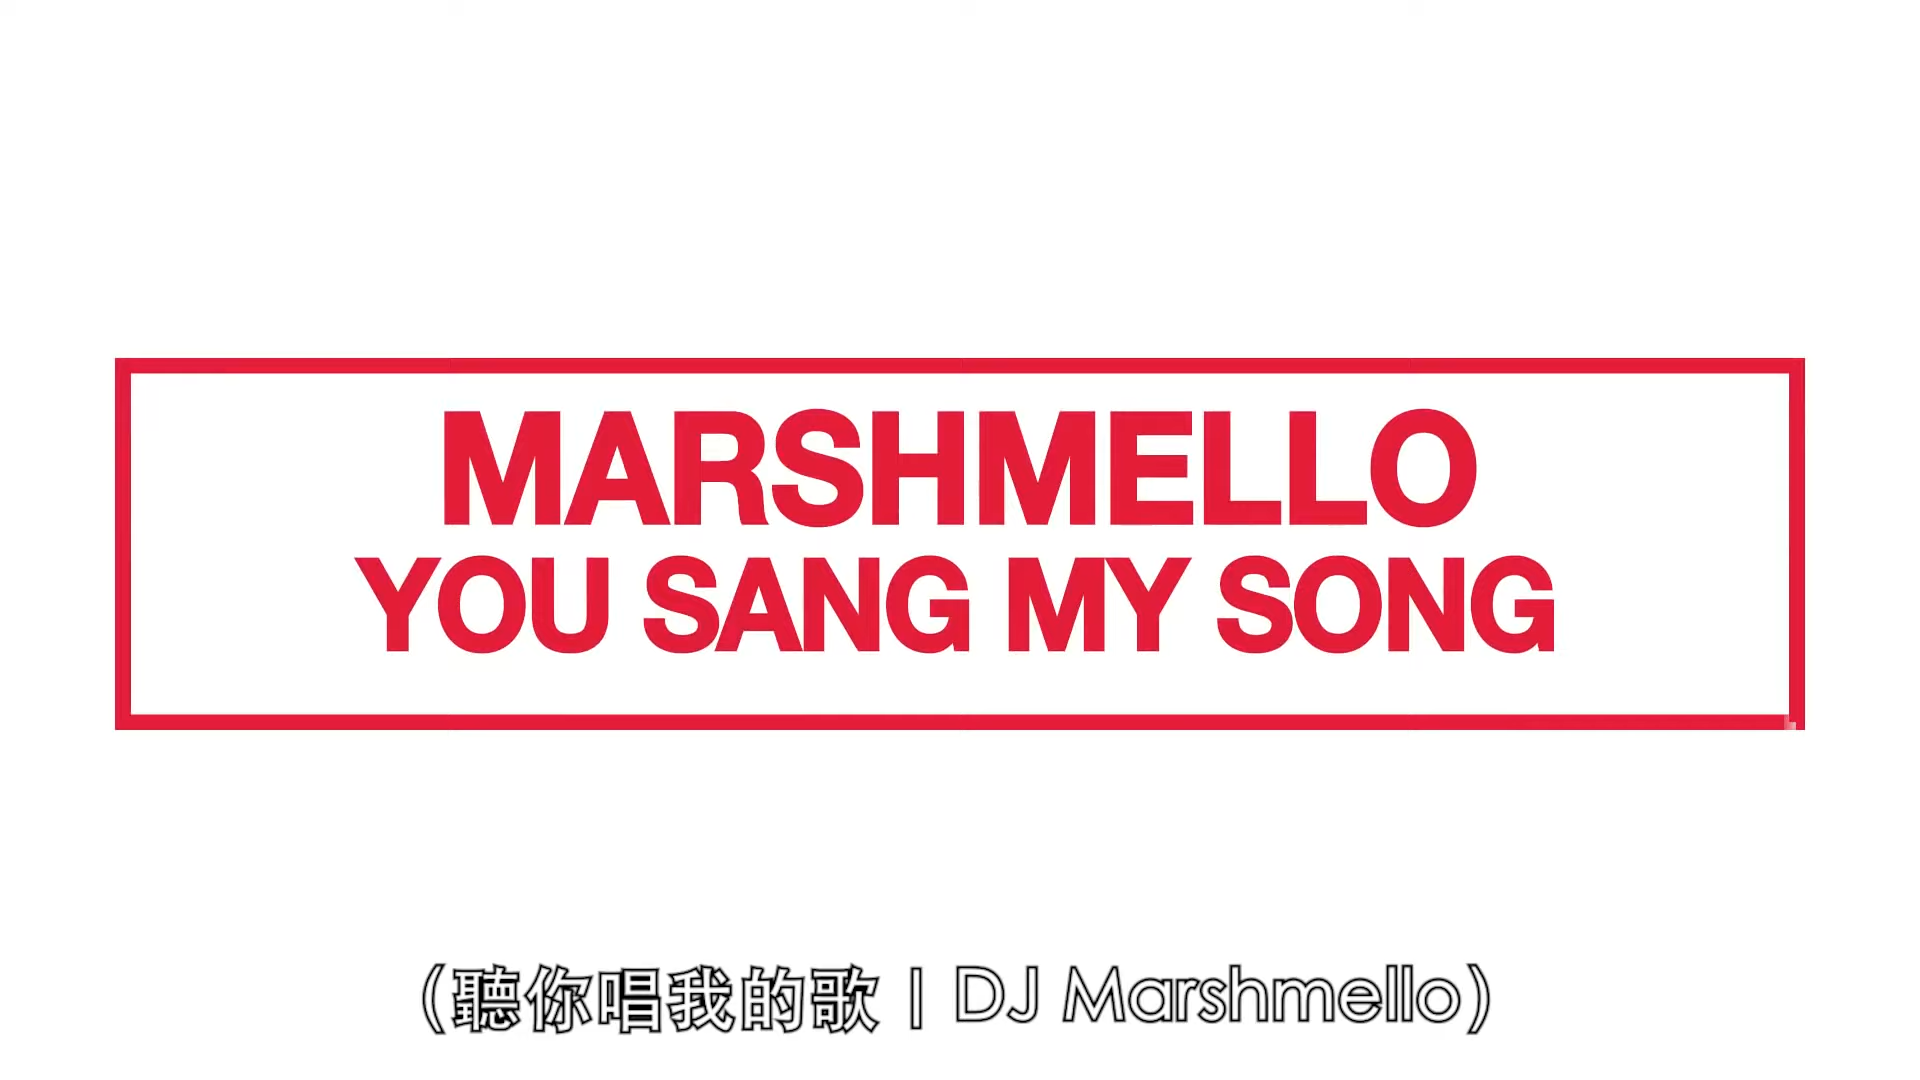 MARSHMELLO
YOU SANG MY SONG
（聽你唱我的歌｜DJ Marshmello）